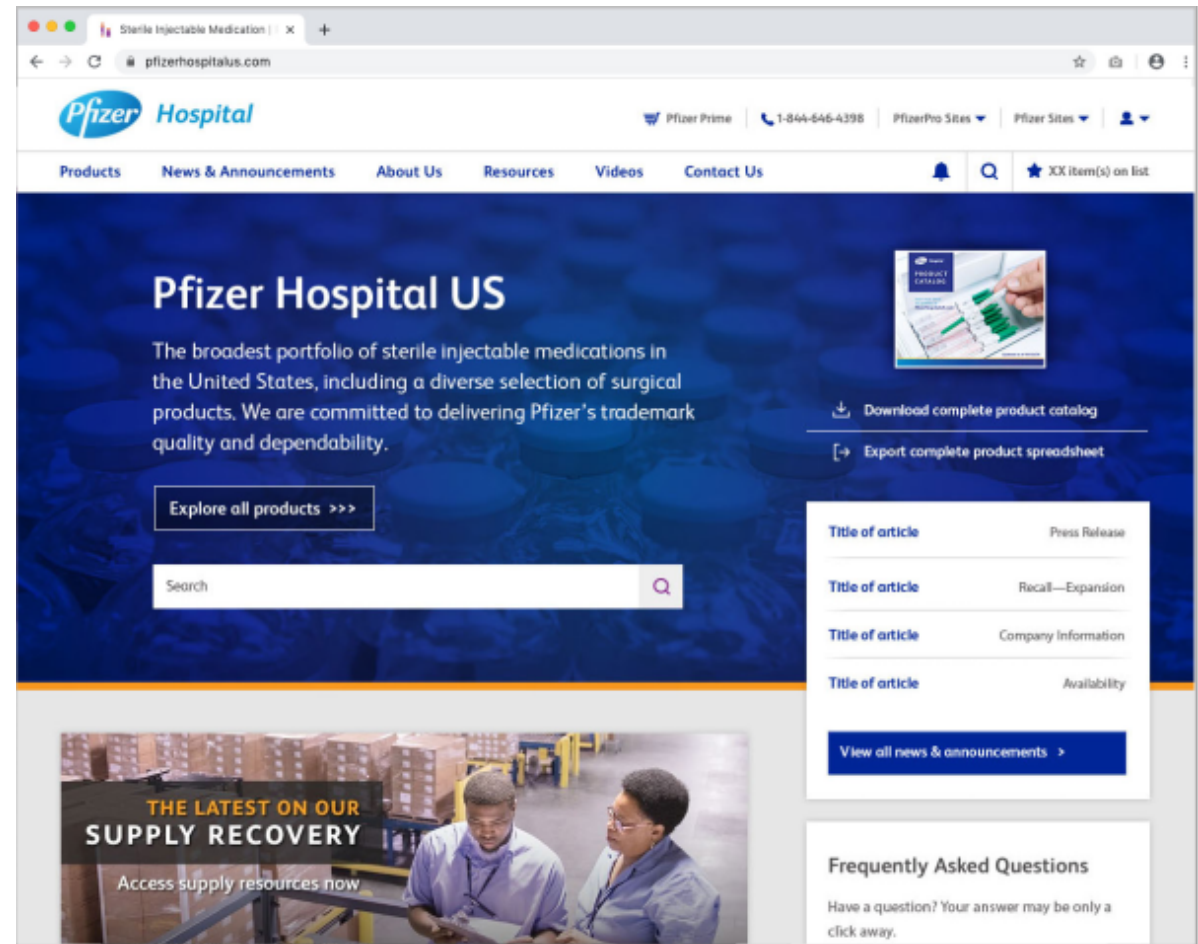 Sterile Injectable Medication |
pfizerhospitalus.com
Pfizer Hospital
Pfizer Prime
1-844-646-4398
PfizerPro Sites
Pfizer Sites
Products
News & Announcements
About Us
Resources
Videos
Contact Us
XX item(s) on list
Pfizer Hospital US
The broadest portfolio of sterile injectable medications in
the United States, including a diverse selection of surgical
products. We are committed to delivering Pfizer's trademark
quality and dependability.
Explore all products >>>
Search
PRODUCT
CATALOG
Download complete product catalog
Export complete product spreadsheet
Title of article Press Release
Title of article Recall—Expansion
Title of article Company Information
Title of article Availability
View all news & announcements >
THE LATEST ON OUR
SUPPLY RECOVERY
Access supply resources now
Frequently Asked Questions
Have a question? Your answer may be only a
click away.